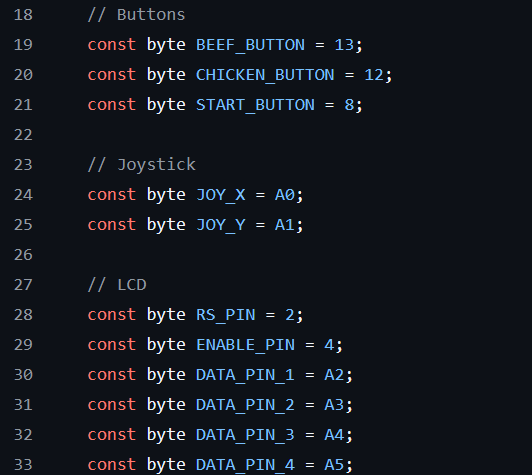 18 // Buttons
19 const byte BEEF_BUTTON = 13;
20 const byte CHICKEN_BUTTON = 12;
21 const byte START_BUTTON = 8;
22
23 // Joystick
24 const byte JOY_X = A0;
25 const byte JOY_Y = A1;
26
27 // LCD
28 const byte RS_PIN = 2;
29 const byte ENABLE_PIN = 4;
30 const byte DATA_PIN_1 = A2;
31 const byte DATA_PIN_2 = A3;
32 const byte DATA_PIN_3 = A4;
33 const byte DATA_PIN_4 = A5;